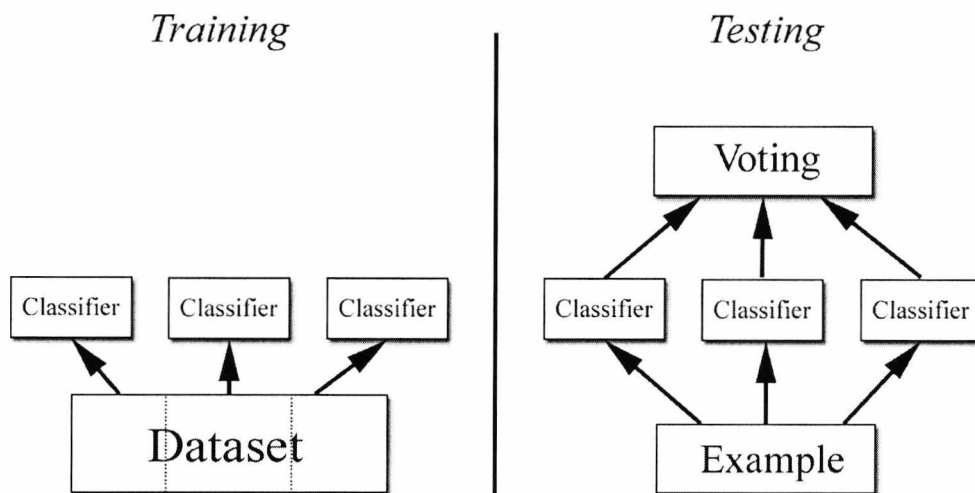 Training
Testing
Voting
Classifier
Classifier
Classifier
Classifier
Classifier
Classifier
Dataset
Example